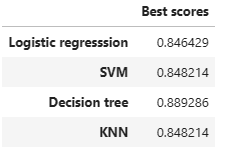 Best scores
Logistic regresssion 0.846429
SVM 0.848214
Decision tree 0.889286
KNN 0.848214